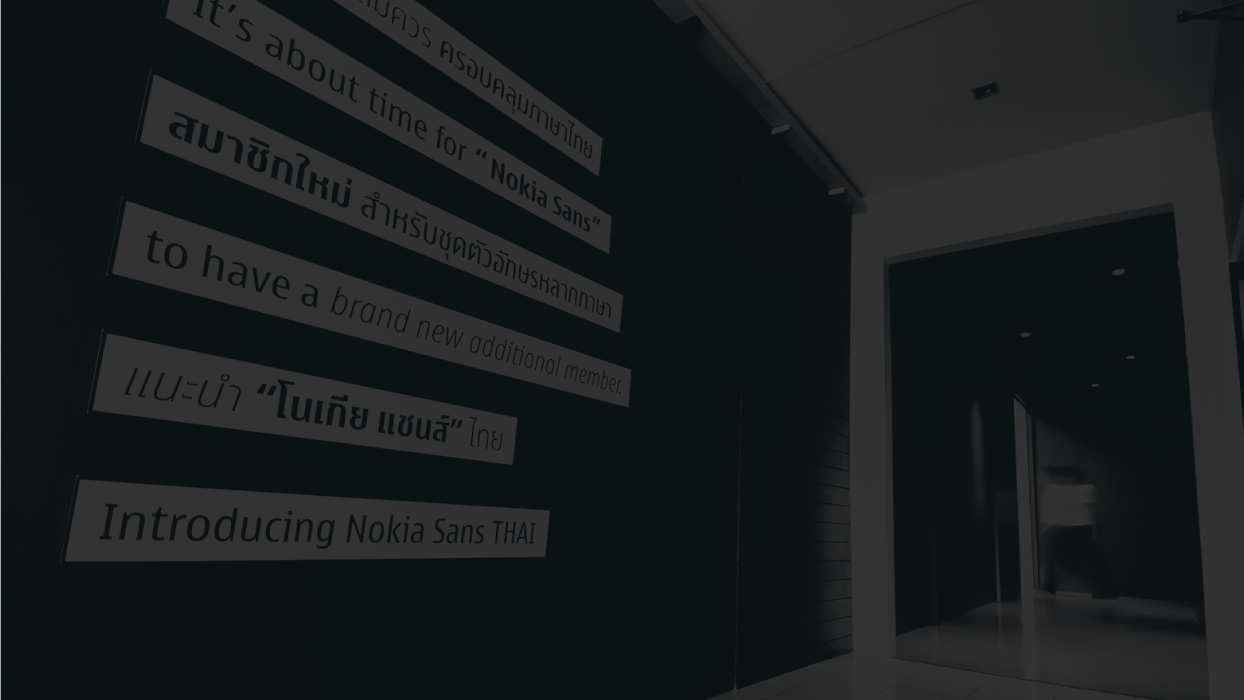 ครอบคลุมภาษาไทย
It's about time for “Nokia Sans”
สมาชิกใหม่ สำหรับชุดตัวอักษรหลากภาษา
to have a brand new additional member.
แนะนำ “โนเกีย แซนส์” ไทย
Introducing Nokia Sans THAI